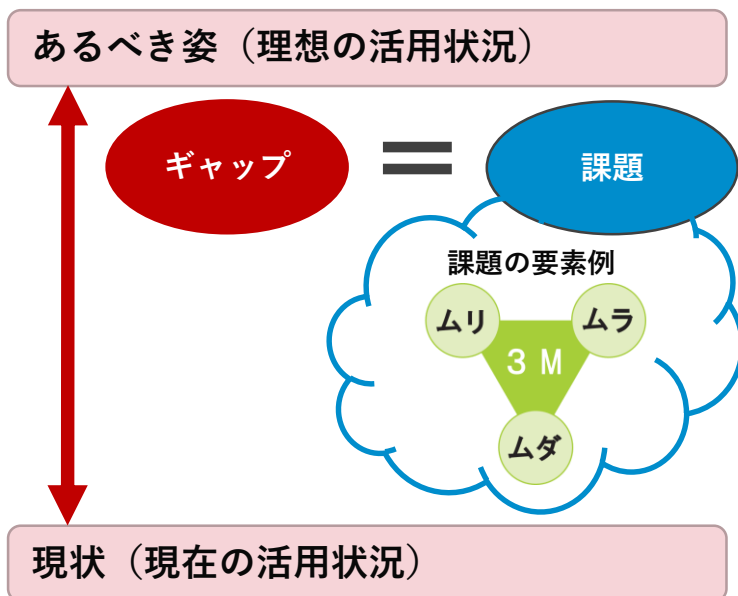 あるべき姿（理想の活用状況）
ギャップ
＝
課題
課題の要素例
ムリ
ムラ
３Ｍ
ムダ
現状（現在の活用状況）